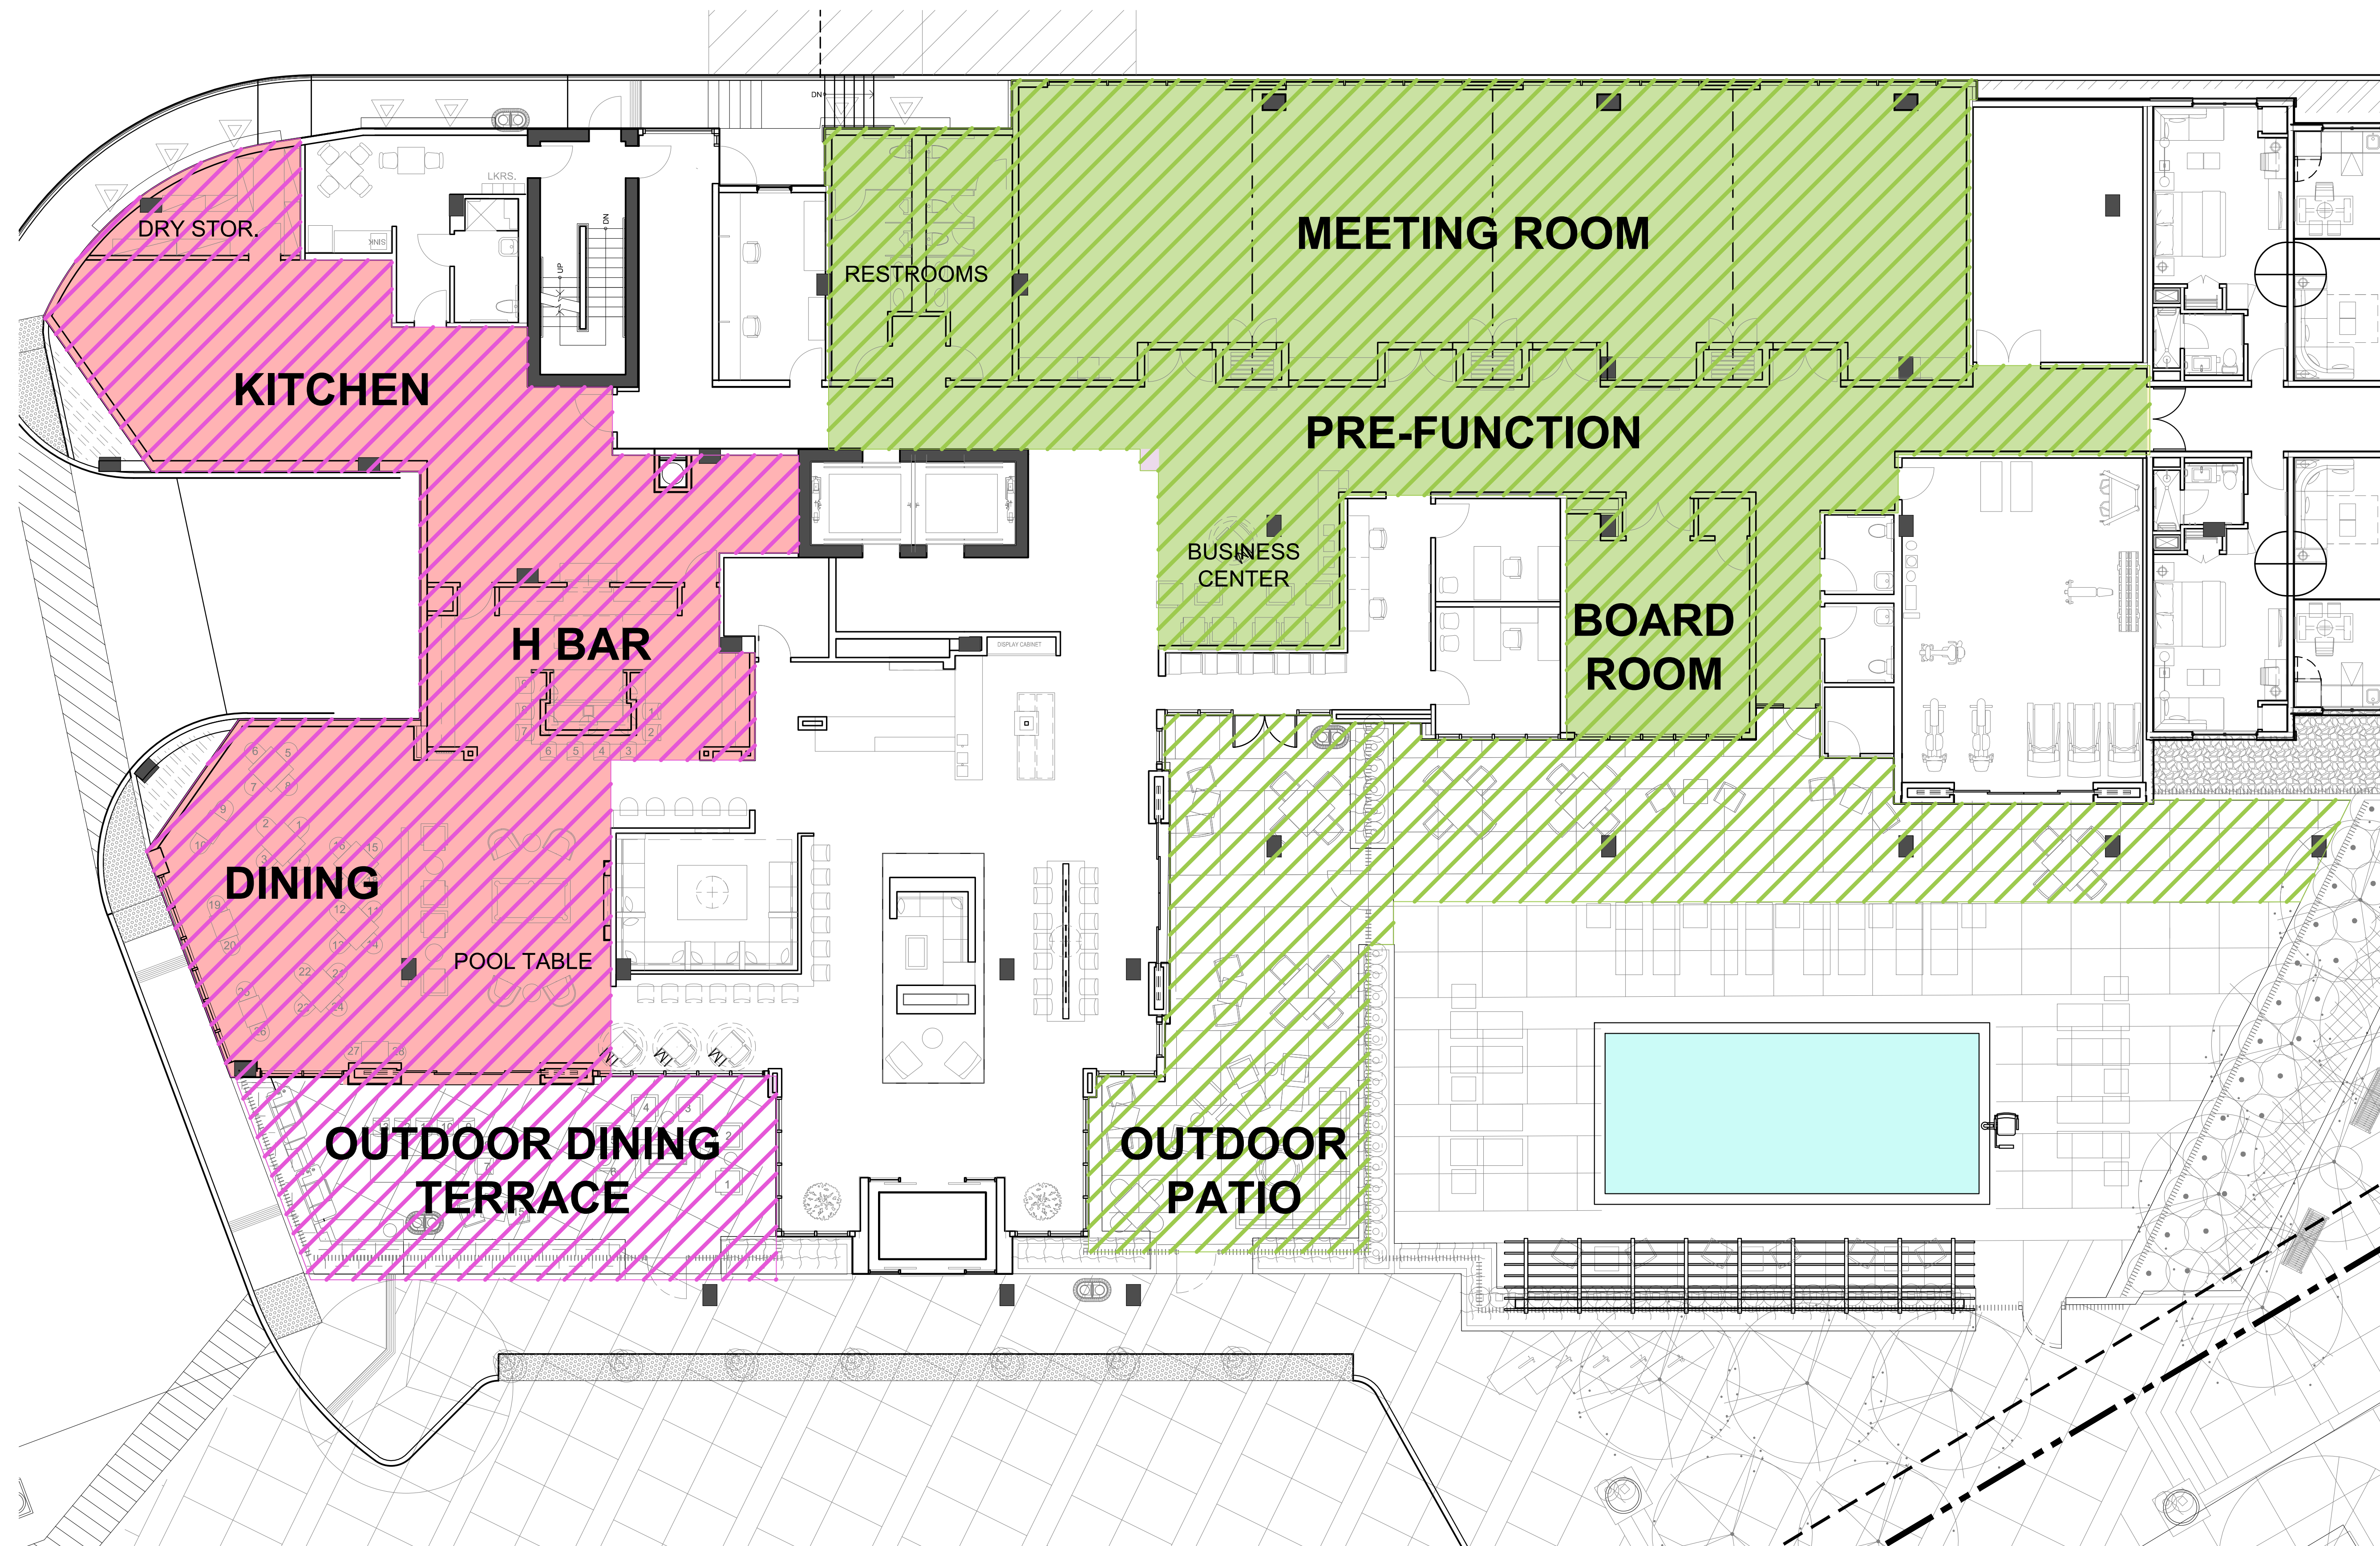 DN
LKRS.
DRY STOR.
SINK
UP
DN
RESTROOMS
MEETING ROOM
KITCHEN
PRE-FUNCTION
BUSINESS
CENTER
H BAR
DISPLAY CABINET
BOARD
ROOM
DINING
POOL TABLE
OUTDOOR DINING
TERRACE
OUTDOOR
PATIO